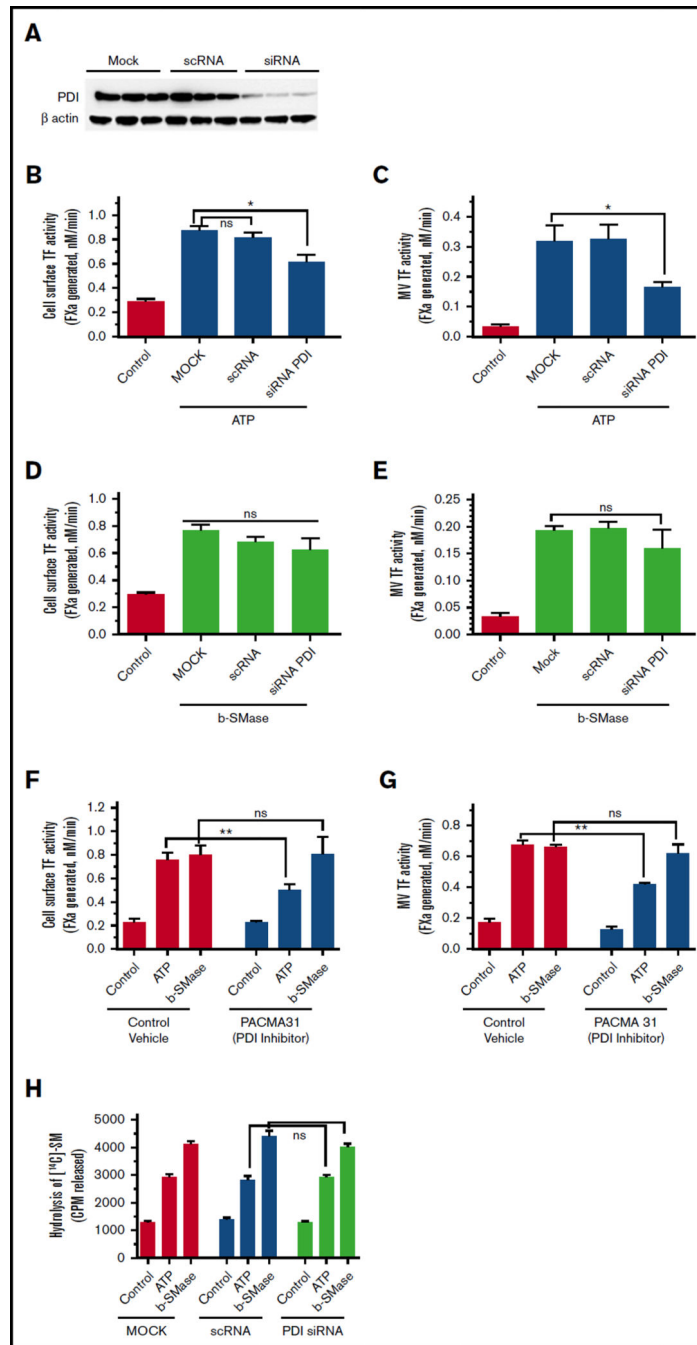 A
Mock scRNA siRNA
PDI
β actin
B
Cell surface TF activity
(FXa generated, nM/min)
1.0
0.8
0.6
0.4
0.2
0.0
*
ns
Control
MOCK
scRNA
siRNA PDI
ATP
C
MV TF activity
(FXa generated, nM/min)
0.4
0.3
0.2
0.1
0.0
*
Control
MOCK
scRNA
siRNA PDI
ATP
D
Cell surface TF activity
(FXa generated, nM/min)
1.0
0.8
0.6
0.4
0.2
0.0
ns
Control
MOCK
scRNA
siRNA PDI
b-SMase
E
MV TF activity
(FXa generated, nM/min)
0.25
0.20
0.15
0.10
0.05
0.00
ns
Control
Mock
scRNA
siRNA PDI
b-SMase
F
Cell surface TF activity
(FXa generated, nM/min)
1.2
1.0
0.8
0.6
0.4
0.2
0.0
ns
**
Control
ATP
b-SMase
Control
ATP
b-SMase
Control
Vehicle
PACMA31
(PDI Inhibitor)
G
MV TF activity
(FXa generated, nM/min)
0.8
0.6
0.4
0.2
0.0
ns
**
Control
ATP
b-SMase
Control
ATP
b-SMase
Control
Vehicle
PACMA 31
(PDI Inhibitor)
H
Hydrolysis of [¹⁴C]-SM
(CPM released)
5000
4000
3000
2000
1000
0
ns
Control
ATP
b-SMase
Control
ATP
b-SMase
Control
ATP
b-SMase
MOCK
scRNA
PDI siRNA